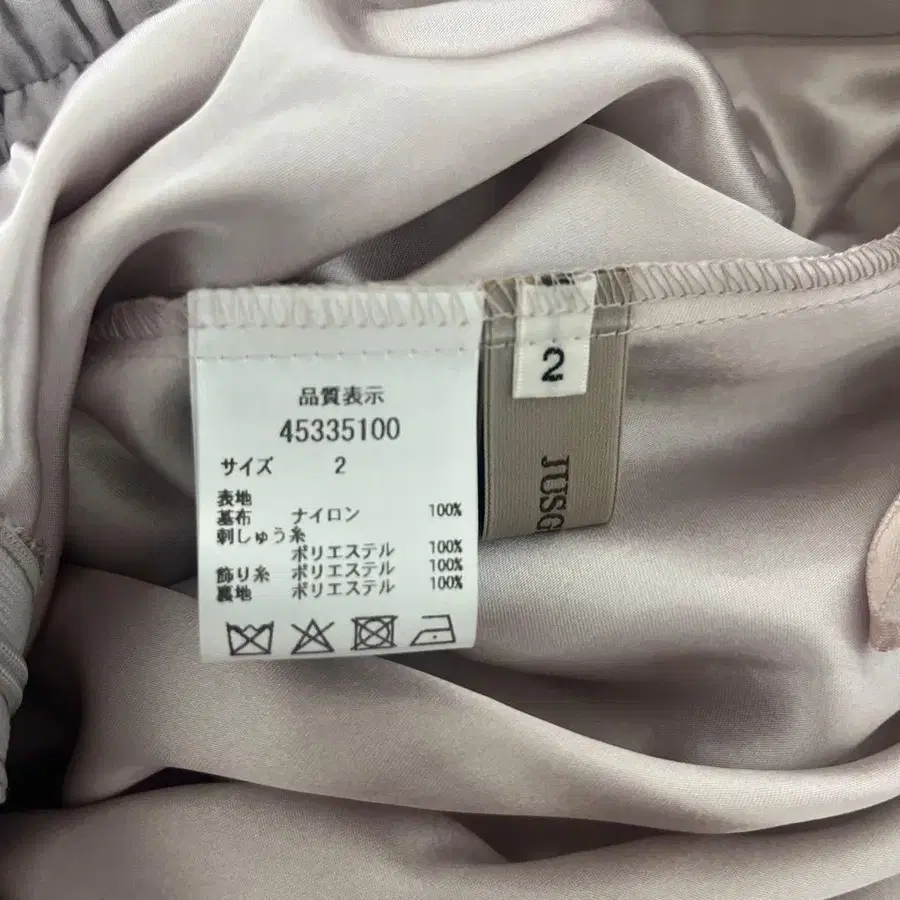 品質表示
45335100
サイズ 2
表地
基布 ナイロン 100%
刺しゅう糸
ポリエステル 100%
飾り糸 ポリエステル 100%
裏地 ポリエステル 100%
2
JUSG